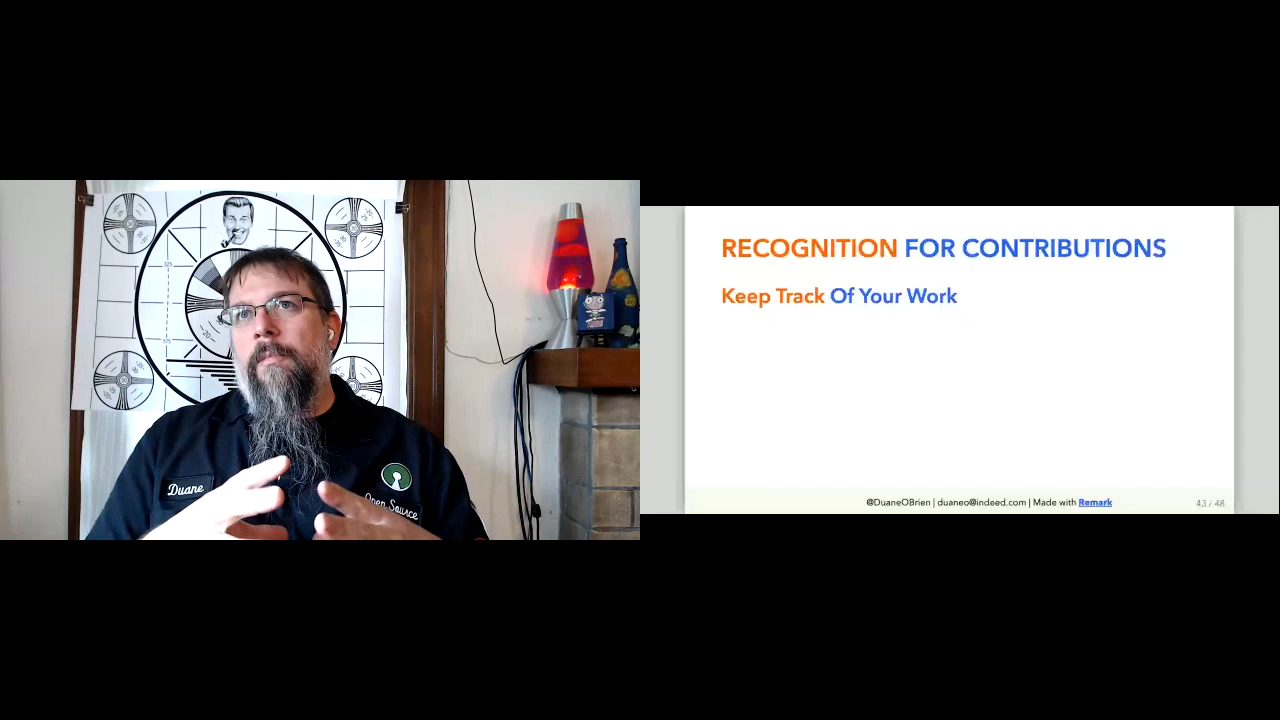 Duane
Open Source
RECOGNITION FOR CONTRIBUTIONS
Keep Track Of Your Work
@DuaneOBrien | duaneo@indeed.com | Made with Remark
43 / 48